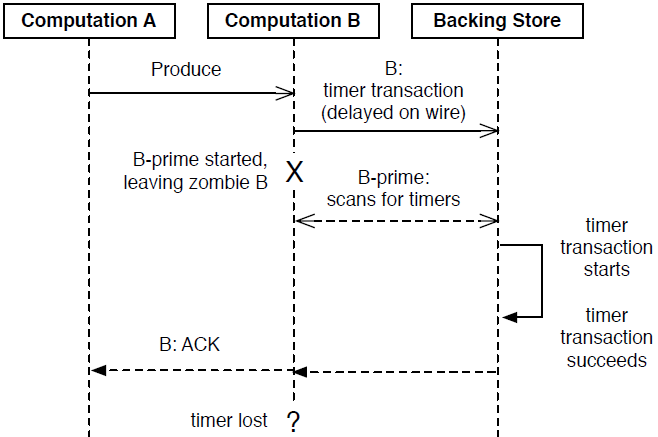 Computation A
Computation B
Backing Store
Produce
B:
timer transaction
(delayed on wire)
B-prime started,
leaving zombie B
X
B-prime:
scans for timers
timer
transaction
starts
timer
transaction
succeeds
B: ACK
timer lost
?